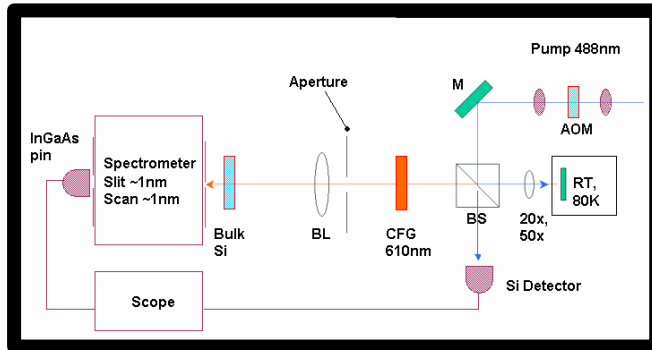 Pump 488nm
Aperture
M
AOM
InGaAs
pin
Spectrometer
Slit ~1nm
Scan ~1nm
RT,
80K
Bulk
Si
BL
CFG
610nm
BS
20x,
50x
Si Detector
Scope